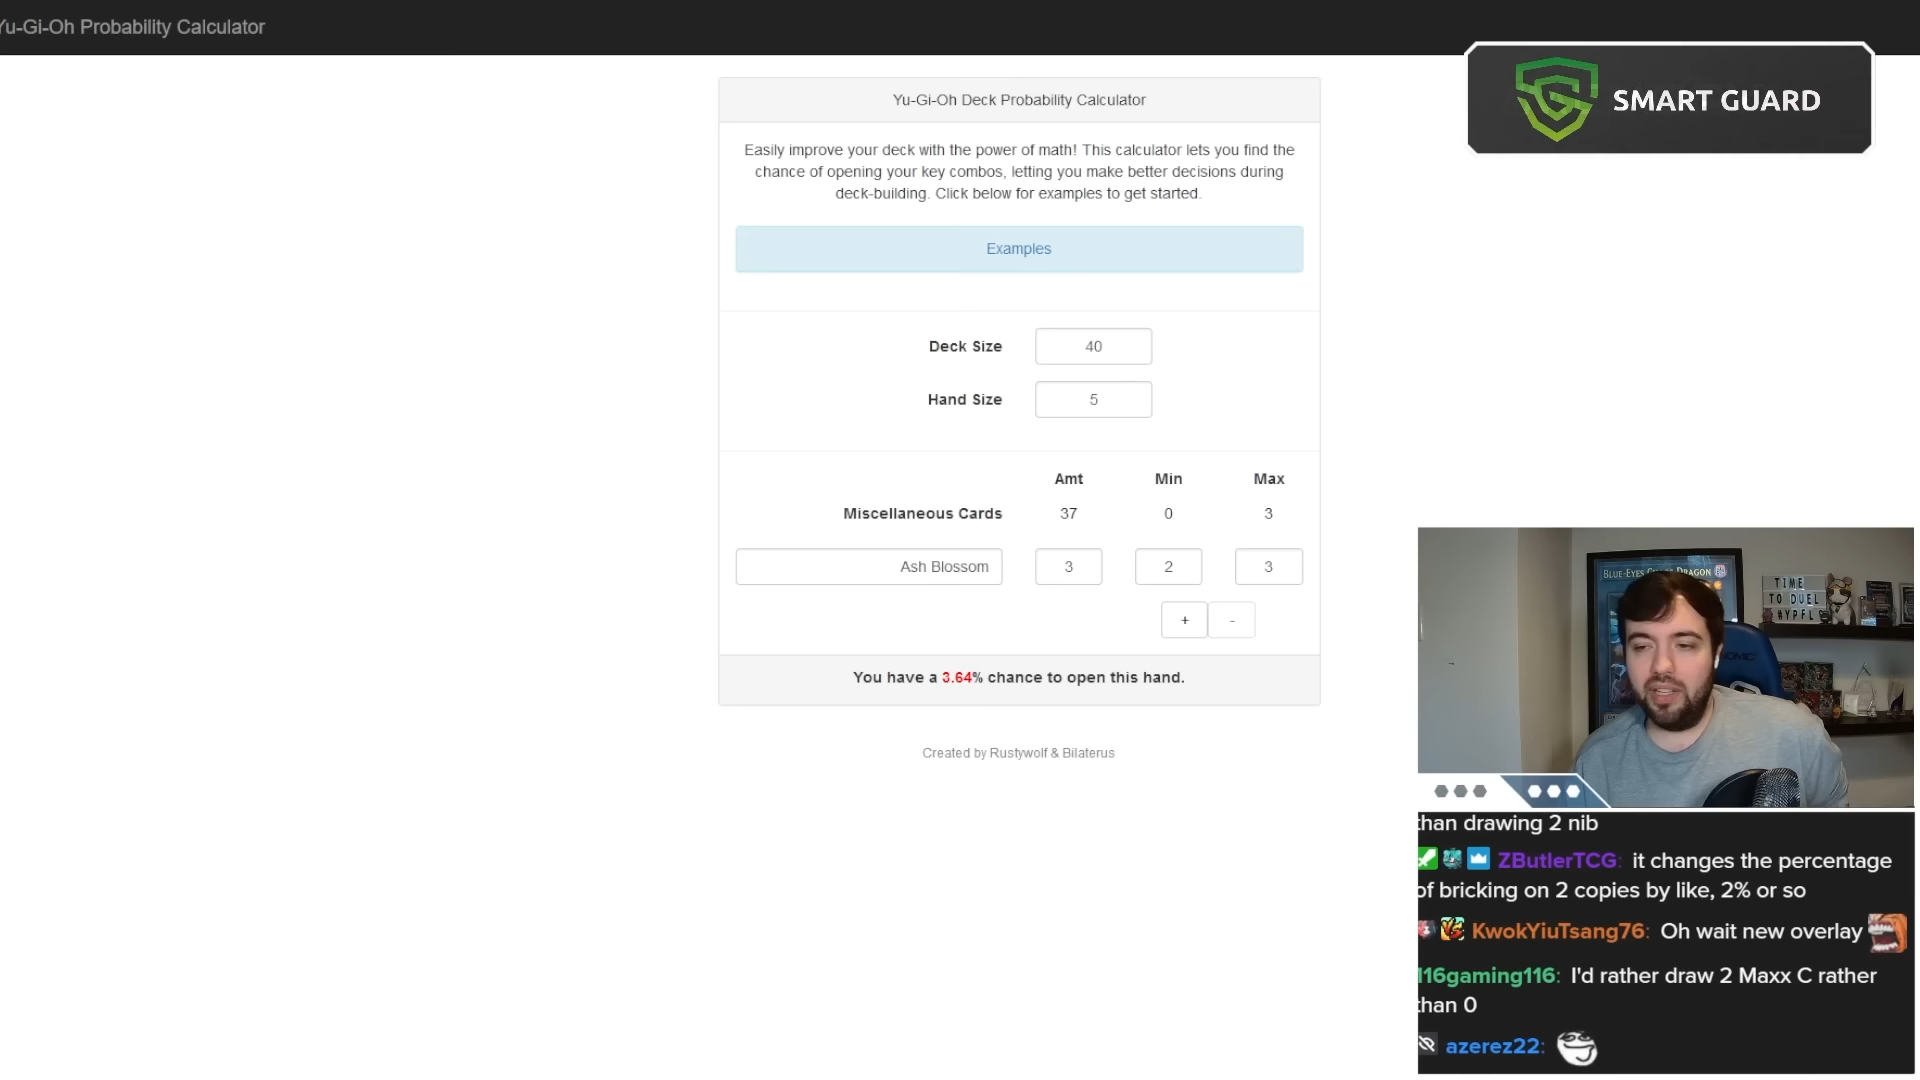 Yu-Gi-Oh Probability Calculator
SMART GUARD
Yu-Gi-Oh Deck Probability Calculator
Easily improve your deck with the power of math! This calculator lets you find the
chance of opening your key combos, letting you make better decisions during
deck-building. Click below for examples to get started.
Examples
Deck Size 40
Hand Size 5
Amt Min Max
Miscellaneous Cards 37 0 3
Ash Blossom 3 2 3
+ -
You have a 3.64% chance to open this hand.
Created by Rustywolf & Bilaterus
BLUE-EYES DRAGON
TIME
TO DUEL
than drawing 2 nib
ZButlerTCG: it changes the percentage
of bricking on 2 copies by like, 2% or so
KwokYiuTsang76: Oh wait new overlay
116gaming116: I'd rather draw 2 Maxx C rather
than 0
azerez22: